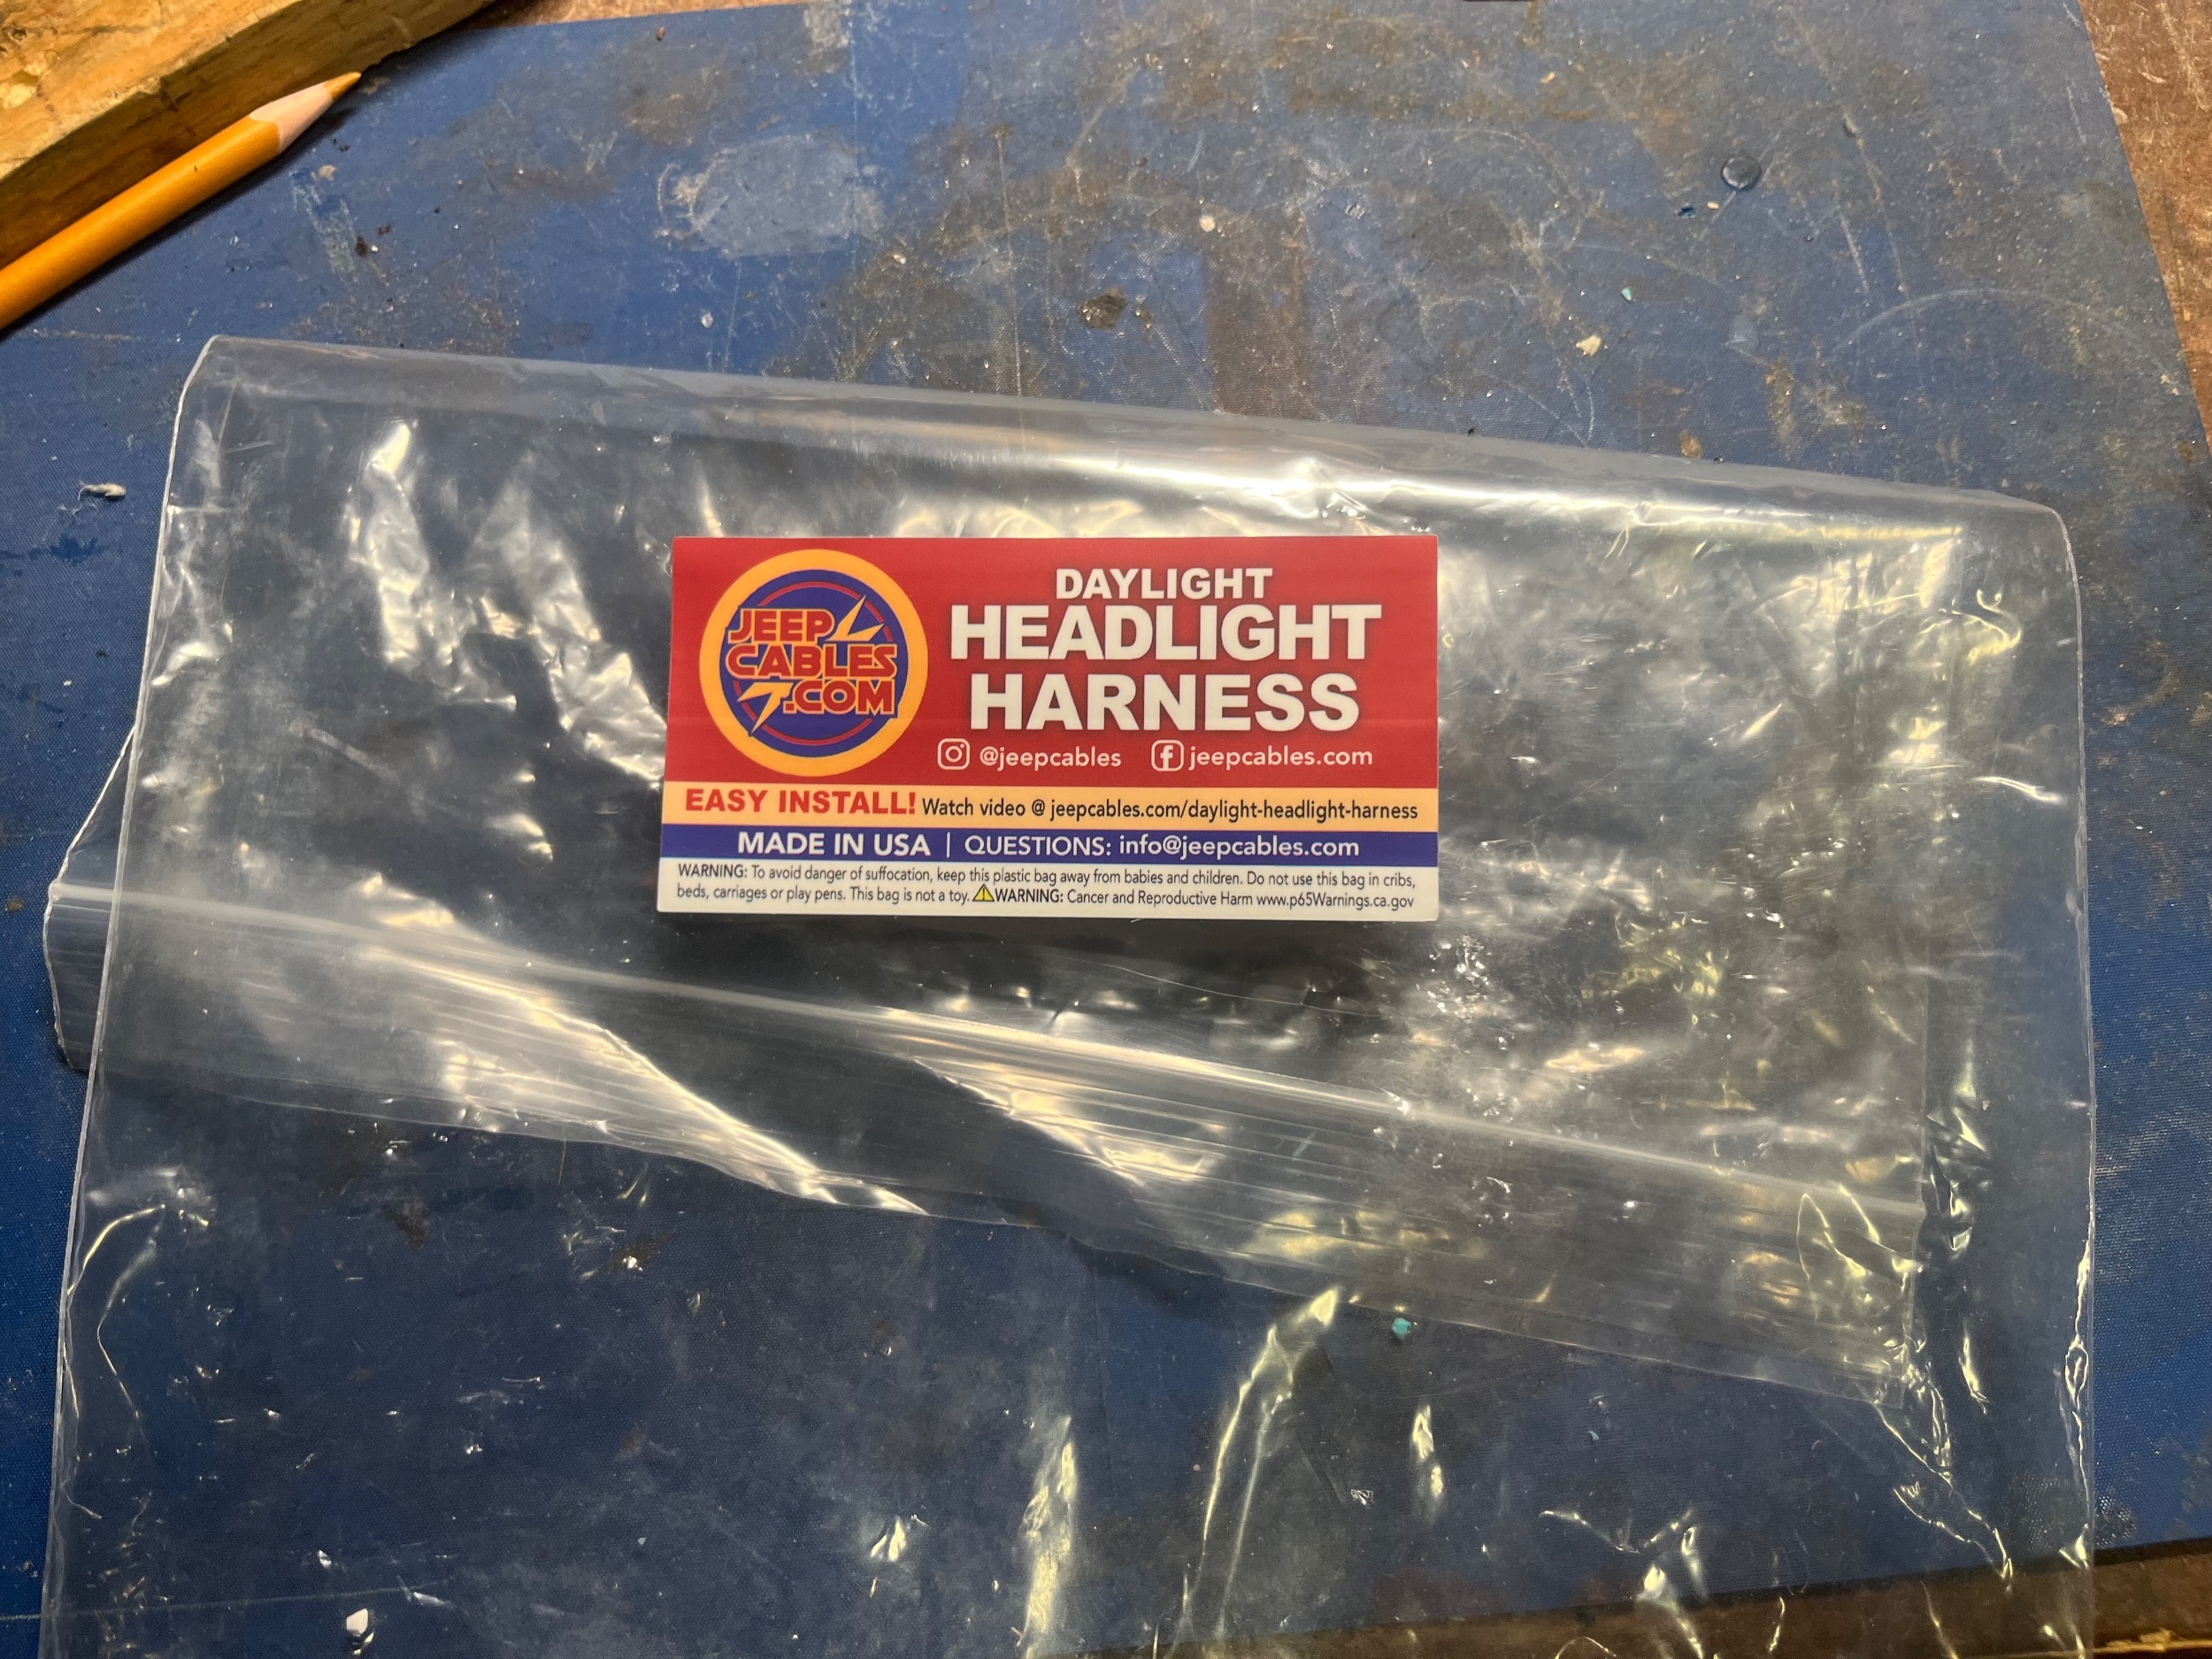 JEEP
CABLES
.COM
DAYLIGHT
HEADLIGHT
HARNESS
@jeepcables jeepcables.com
EASY INSTALL! Watch video @ jeepcables.com/daylight-headlight-harness
MADE IN USA | QUESTIONS: info@jeepcables.com
WARNING: To avoid danger of suffocation, keep this plastic bag away from babies and children. Do not use this bag in cribs,
beds, carriages or play pens. This bag is not a toy. ⚠WARNING: Cancer and Reproductive Harm www.p65Warnings.ca.gov